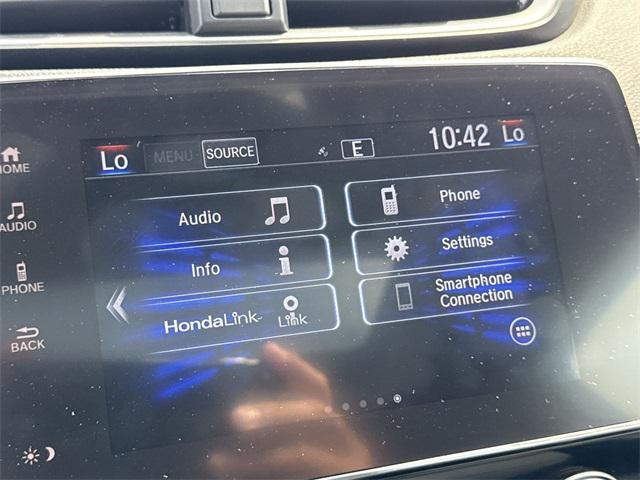 Lo MENU SOURCE E 10:42 Lo
HOME
AUDIO
PHONE
BACK
Audio
Phone
Info
Settings
HondaLink Link
Smartphone
Connection